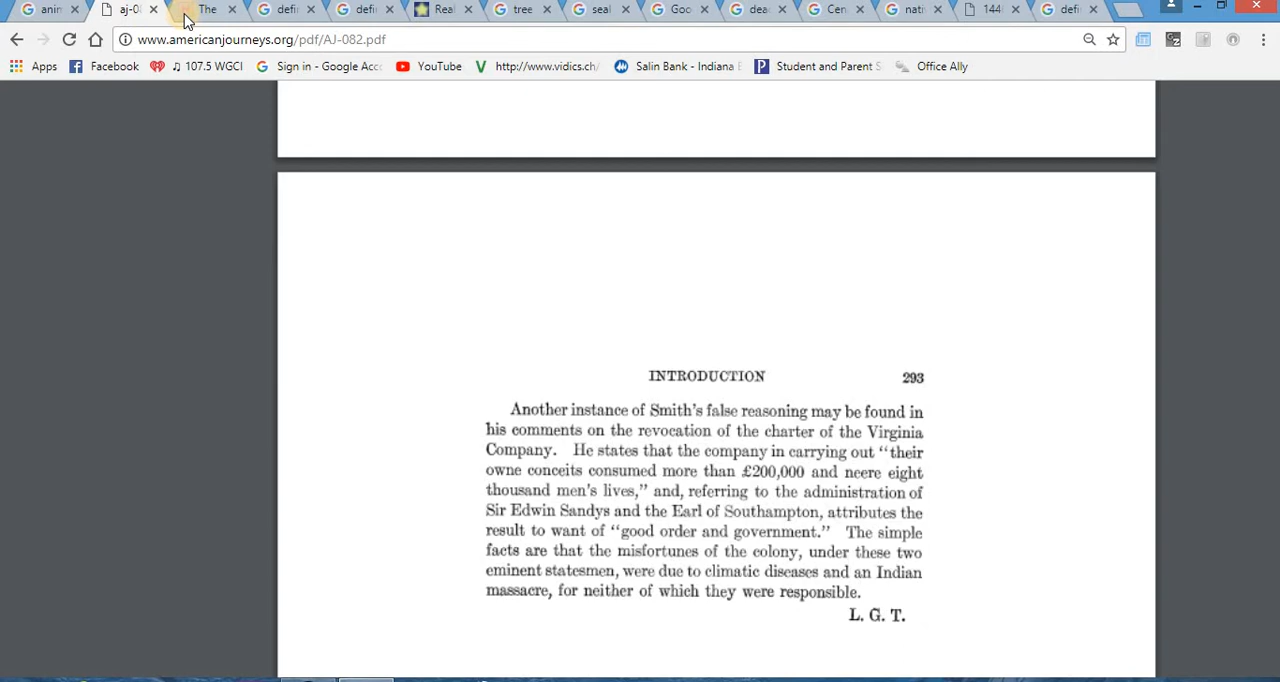 anin
aj-08
The
defin
defin
Real
tree
seal
Goo
dea
Cen
nati
144
defin
www.americanjourneys.org/pdf/AJ-082.pdf
Apps
Facebook
♫ 107.5 WGCI
Sign in - Google Acc
YouTube
http://www.vidics.ch/
Salin Bank - Indiana
Student and Parent S
Office Ally
INTRODUCTION 293
Another instance of Smith's false reasoning may be found in
his comments on the revocation of the charter of the Virginia
Company. He states that the company in carrying out "their
owne conceits consumed more than £200,000 and neere eight
thousand men's lives," and, referring to the administration of
Sir Edwin Sandys and the Earl of Southampton, attributes the
result to want of "good order and government." The simple
facts are that the misfortunes of the colony, under these two
eminent statesmen, were due to climatic diseases and an Indian
massacre, for neither of which they were responsible.
L. G. T.